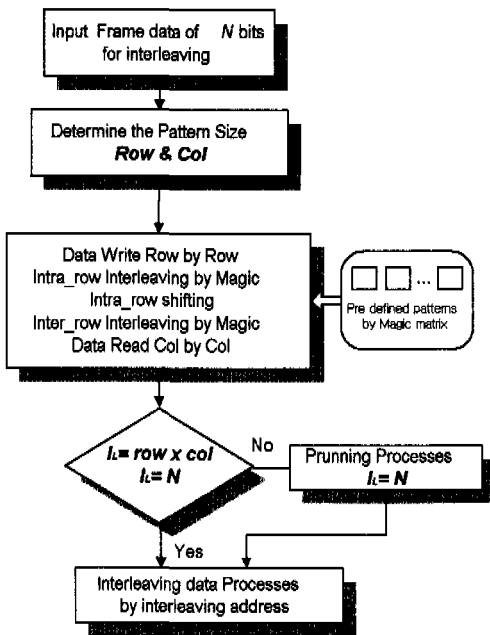 Input Frame data of N bits
for interleaving
Determine the Pattern Size
Row & Col
Data Write Row by Row
Intra_row Interleaving by Magic
Intra_row shifting
Inter_row Interleaving by Magic
Data Read Col by Col
...
Pre defined patterns
by Magic matrix
IL= row x col
IL= N
No
Prunning Processes
IL= N
Yes
Interleaving data Processes
by interleaving address